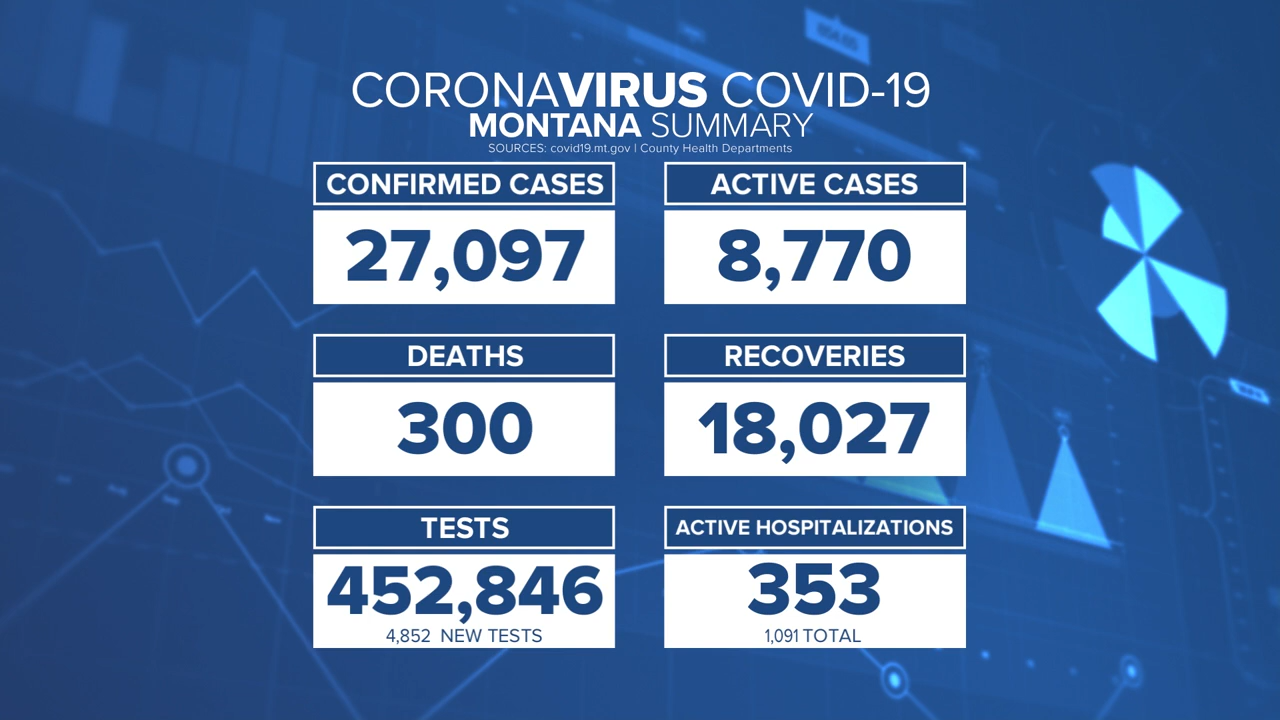 CORONAVIRUS COVID-19
MONTANA SUMMARY
SOURCES: covid19.mt.gov | County Health Departments
CONFIRMED CASES
27,097
ACTIVE CASES
8,770
DEATHS
300
RECOVERIES
18,027
TESTS
452,846
4,852 NEW TESTS
ACTIVE HOSPITALIZATIONS
353
1,091 TOTAL